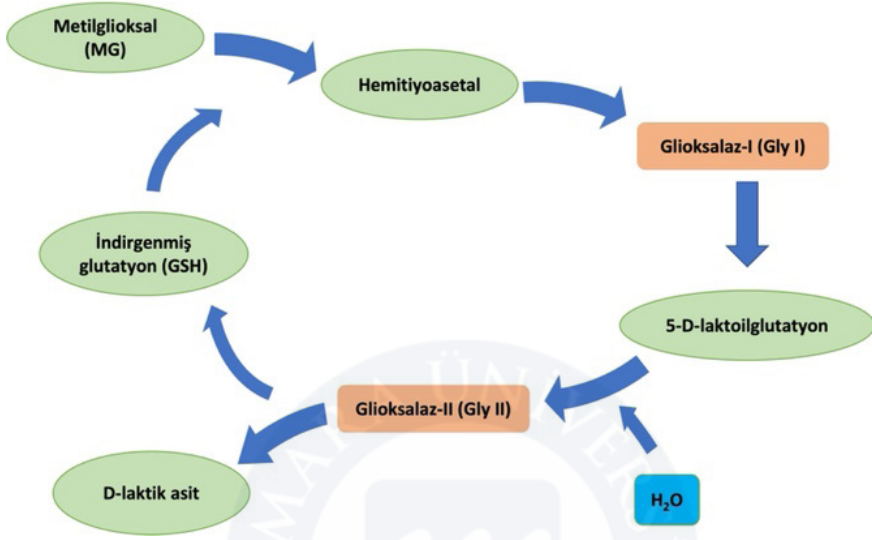 Metilglioksal
(MG)
Hemitiyoasetal
Glioksalaz-I (Gly I)
İndirgenmiş
glutatyon (GSH)
5-D-laktoilglutatyon
Glioksalaz-II (Gly II)
D-laktik asit
H₂O